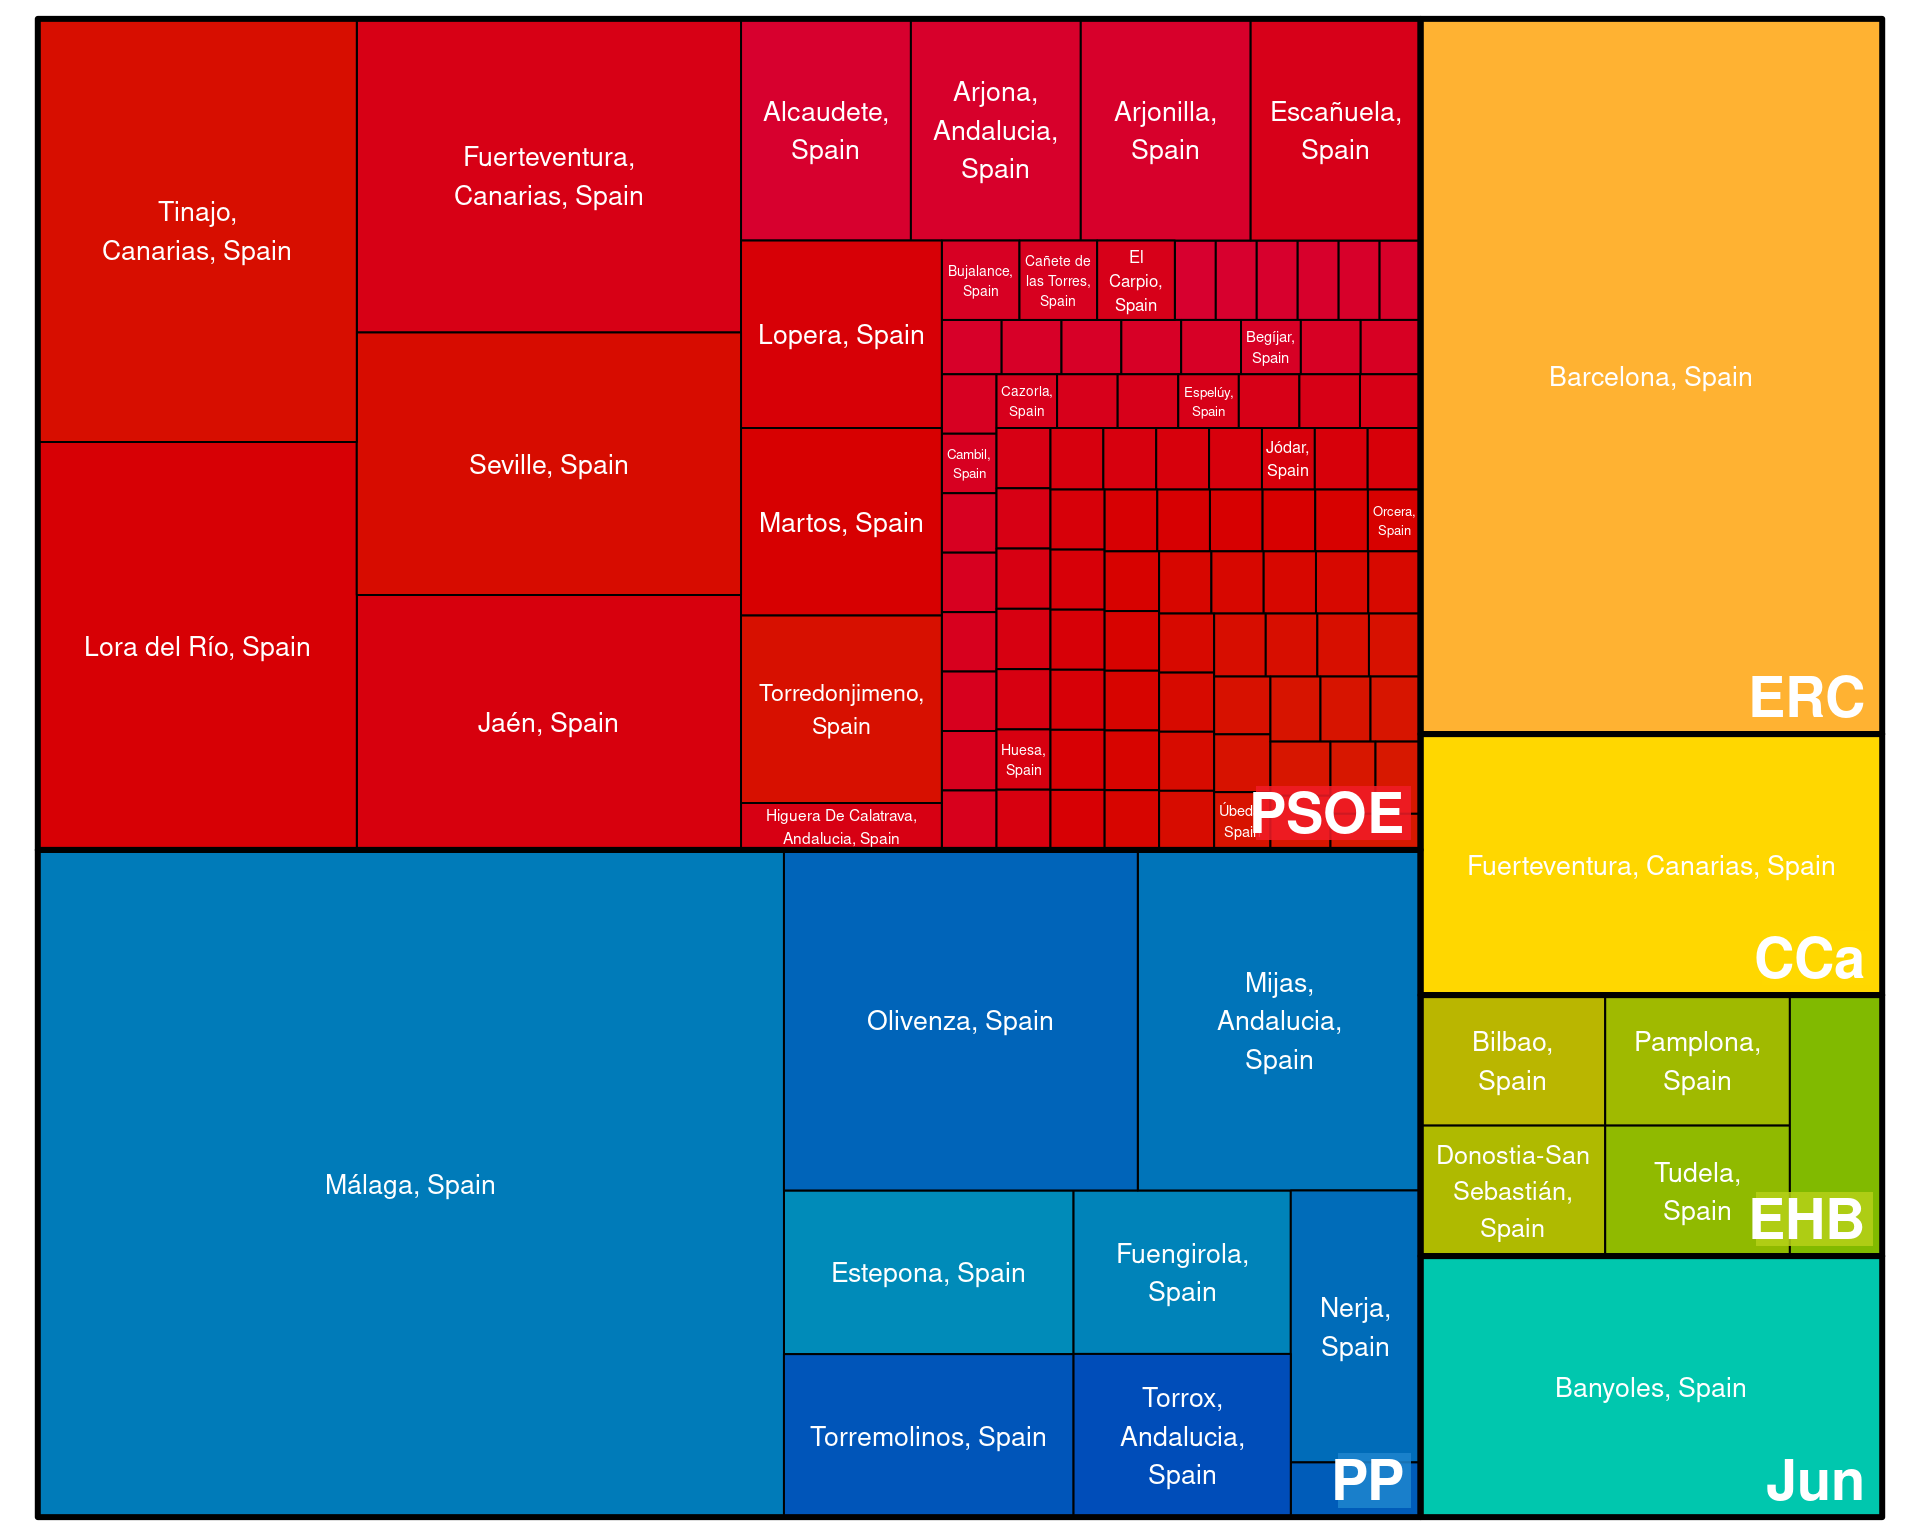 Tinajo,
Canarias, Spain
Lora del Río, Spain
Fuerteventura,
Canarias, Spain
Seville, Spain
Jaén, Spain
Alcaudete,
Spain
Arjona,
Andalucia,
Spain
Arjonilla,
Spain
Escañuela,
Spain
Lopera, Spain
Martos, Spain
Torredonjimeno,
Spain
Higuera De Calatrava,
Andalucia, Spain
Bujalance,
Spain
Cañete de
las Torres,
Spain
El
Carpio,
Spain
Begíjar,
Spain
Cazorla,
Spain
Espelúy,
Spain
Cambil,
Spain
Jódar,
Spain
Orcera,
Spain
Huesa,
Spain
Spain
PSOE
Barcelona, Spain
ERC
Fuerteventura, Canarias, Spain
CCa
Bilbao,
Spain
Pamplona,
Spain
Donostia-San
Sebastián,
Spain
Tudela,
Spain
EHB
Banyoles, Spain
Jun
Málaga, Spain
Olivenza, Spain
Mijas,
Andalucia,
Spain
Estepona, Spain
Fuengirola,
Spain
Nerja,
Spain
Torremolinos, Spain
Torrox,
Andalucia,
Spain
PP